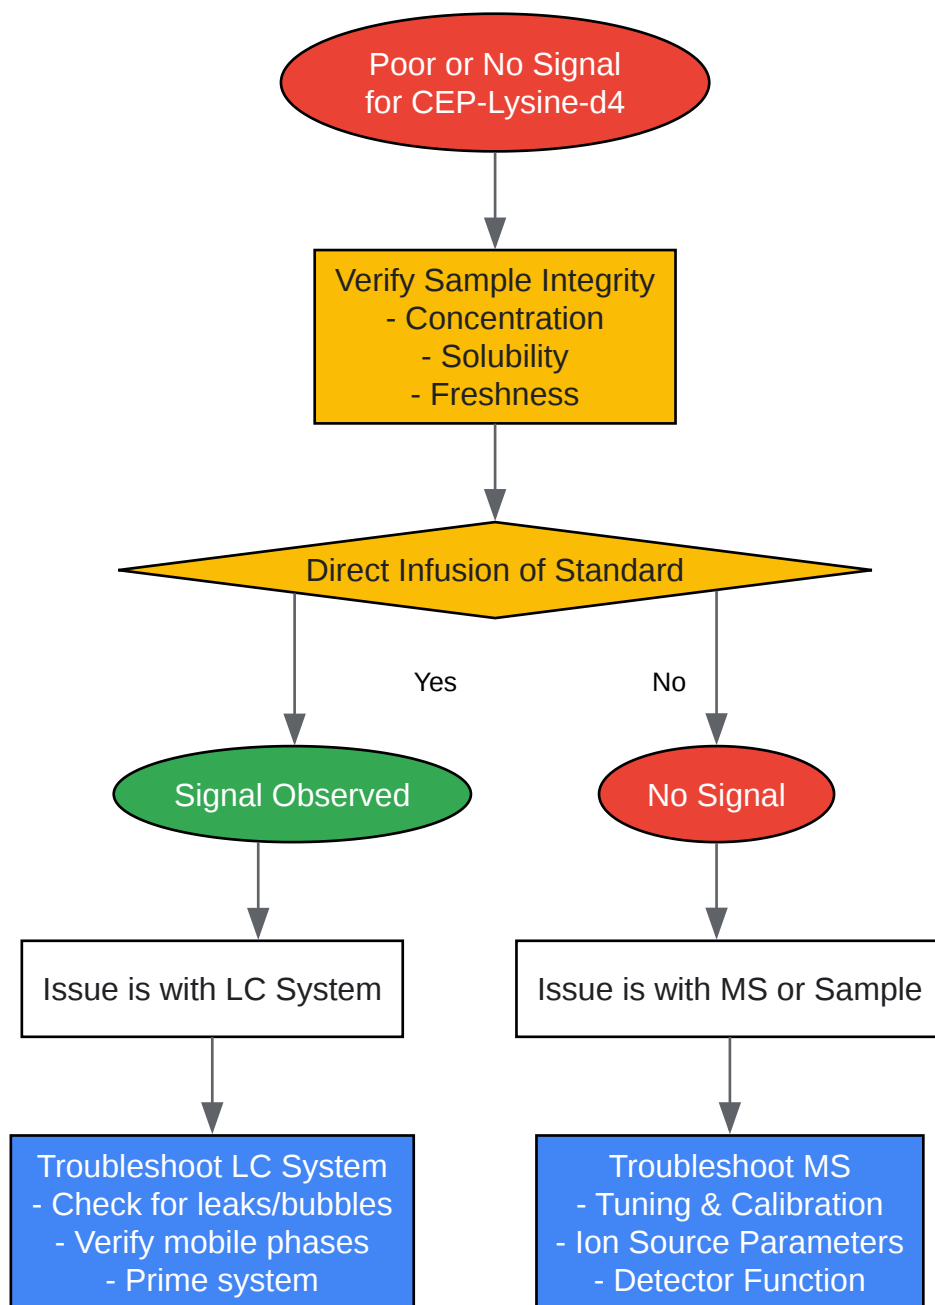 Poor or No Signal
for CEP-Lysine-d4
Verify Sample Integrity
- Concentration
- Solubility
- Freshness
Direct Infusion of Standard
Yes
No
Signal Observed
No Signal
Issue is with LC System
Issue is with MS or Sample
Troubleshoot LC System
- Check for leaks/bubbles
- Verify mobile phases
- Prime system
Troubleshoot MS
- Tuning & Calibration
- Ion Source Parameters
- Detector Function